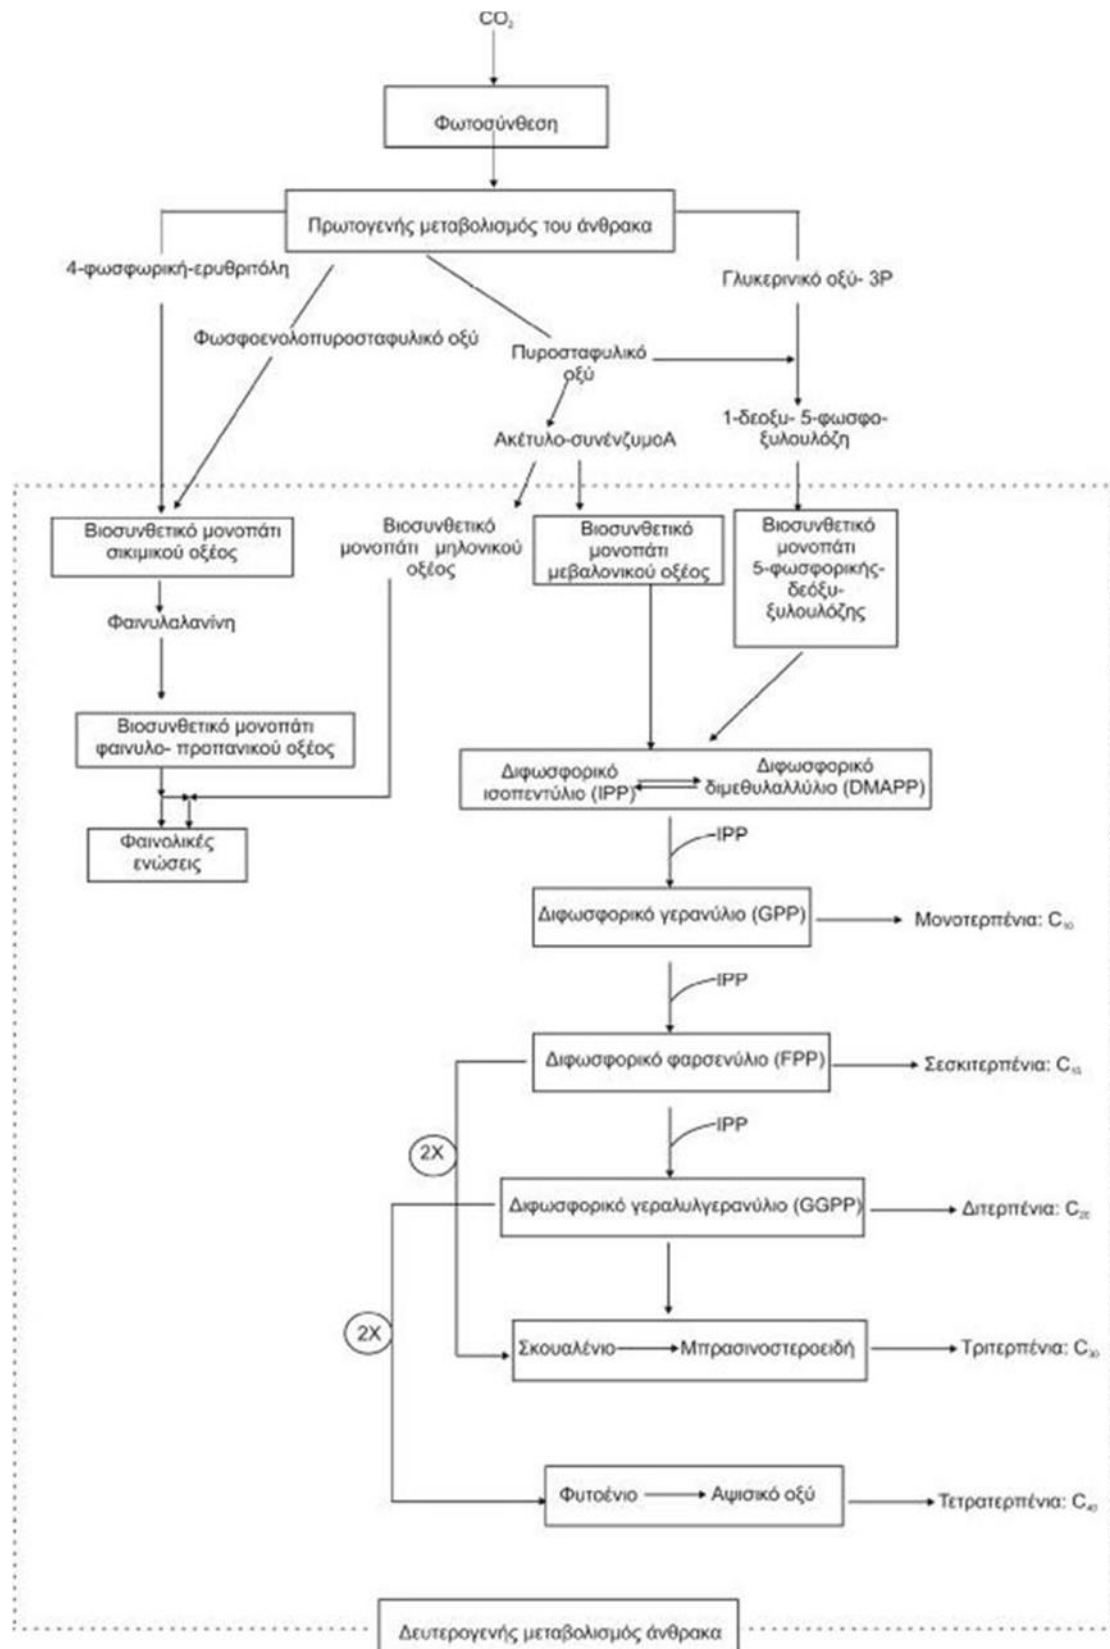 CO₂
Φωτοσύνθεση
Πρωτογενής μεταβολισμός του άνθρακα
4-φωσφωρική-ερυθριτόλη
Γλυκερινικό οξύ- 3P
Φωσφοενολοπυροσταφυλικό οξύ
Πυροσταφυλικό
οξύ
1-δεοξυ- 5-φωσφο-
ξυλουλόζη
Ακέτυλο-συνένζυμοΑ
Βιοσυνθετικό μονοπάτι
σικιμικού οξέος
Βιοσυνθετικό
μονοπάτι μηλονικού
οξέος
Βιοσυνθετικό
μονοπάτι
μεβαλονικού οξέος
Βιοσυνθετικό
μονοπάτι
5-φωσφορικής-
δεόξυ-
ξυλουλόζης
Φαινυλαλανίνη
Βιοσυνθετικό μονοπάτι
φαινυλο- προπανικού οξέος
Διφωσφορικό
ισοπεντύλιο (IPP)
Διφωσφορικό
διμεθυλαλλύλιο (DMAPP)
Φαινολικές
ενώσεις
IPP
Διφωσφορικό γερανύλιο (GPP)
Μονοτερπένια: C₁₀
IPP
Διφωσφορικό φαρσενύλιο (FPP)
Σεσκιτερπένια: C₁₅
IPP
2X
Διφωσφορικό γεραλυλγερανύλιο (GGPP)
Διτερπένια: C₂₀
2X
Σκουαλένιο
Μπρασινοστεροειδή
Τριτερπένια: C₃₀
Φυτοένιο
Αψισικό οξύ
Τετρατερπένια: C₄₀
Δευτερογενής μεταβολισμός άνθρακα